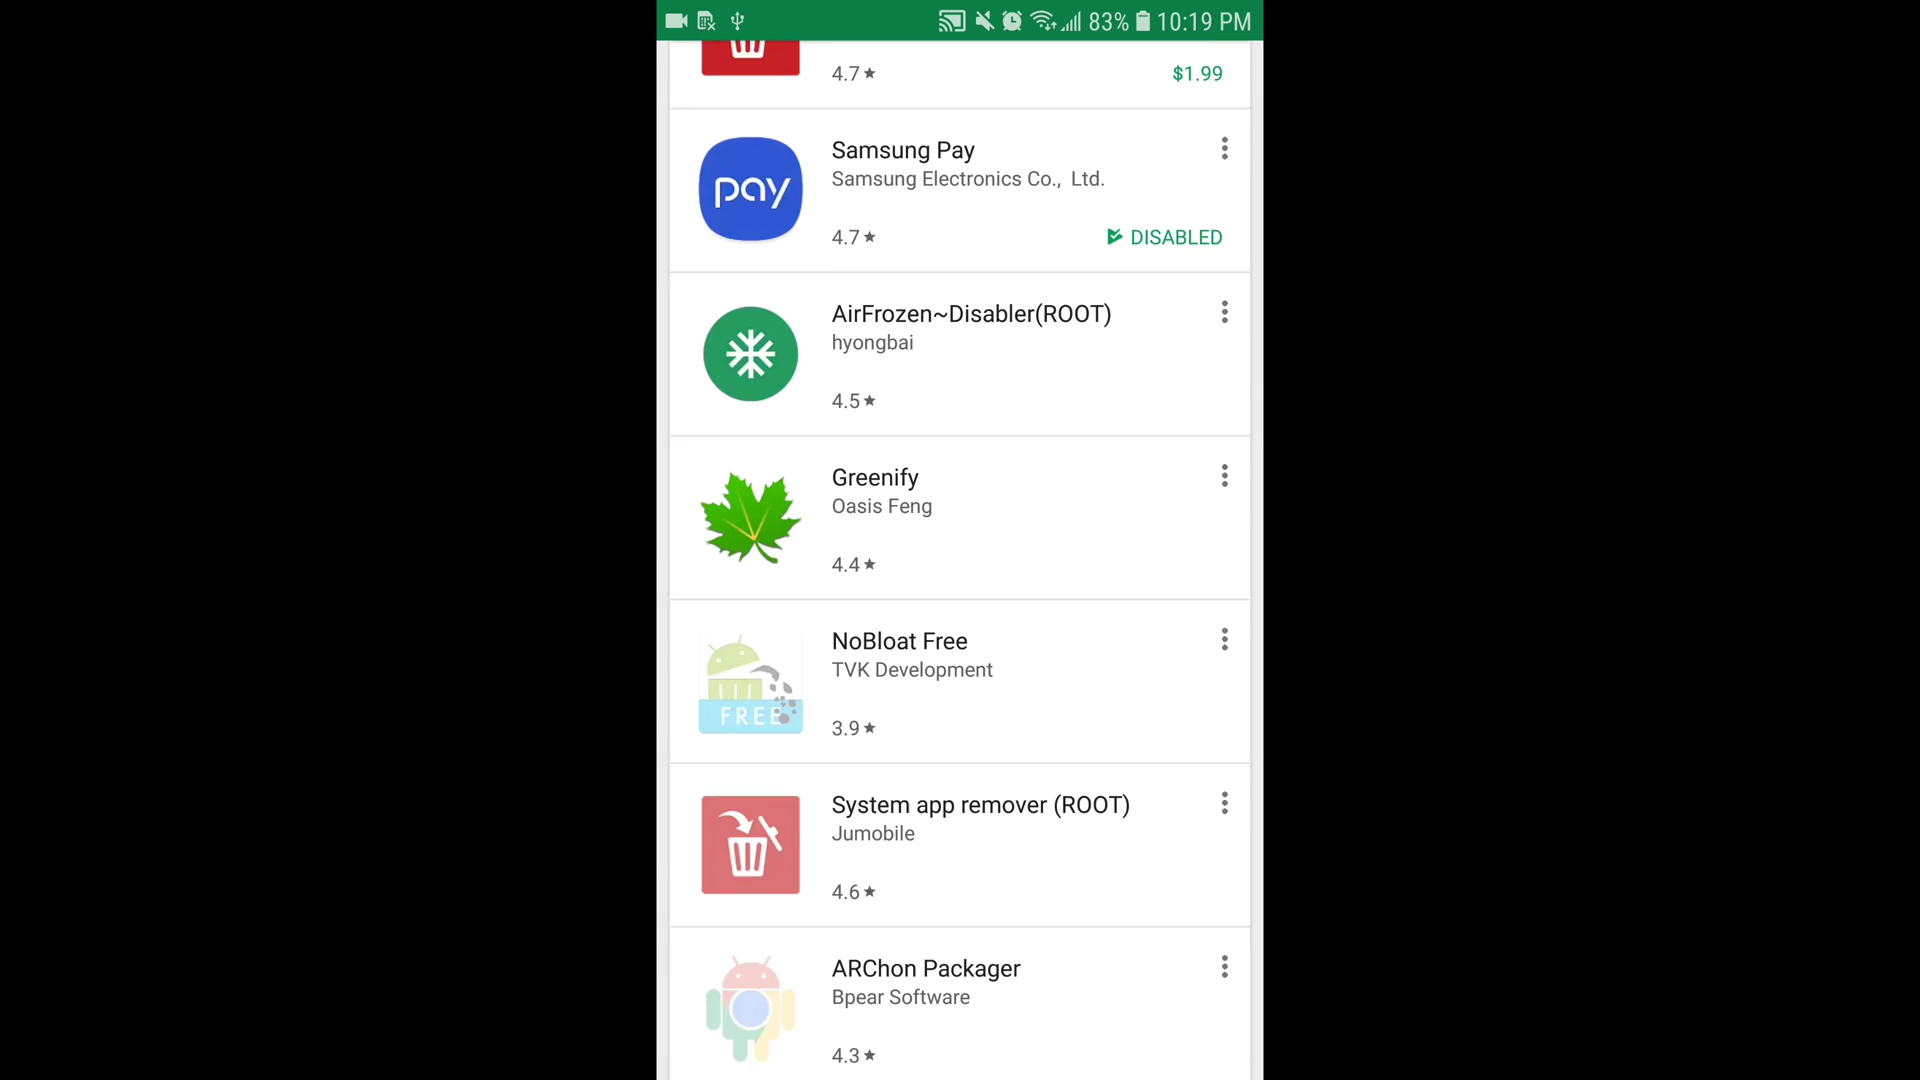 83% 10:19 PM
4.7★ $1.99
Samsung Pay
Samsung Electronics Co., Ltd.
pay
4.7★ DISABLED
AirFrozen~Disabler(ROOT)
hyongbai
4.5★
Greenify
Oasis Feng
4.4★
NoBloat Free
TVK Development
FREE
3.9★
System app remover (ROOT)
Jumobile
4.6★
ARChon Packager
Bpear Software
4.3★